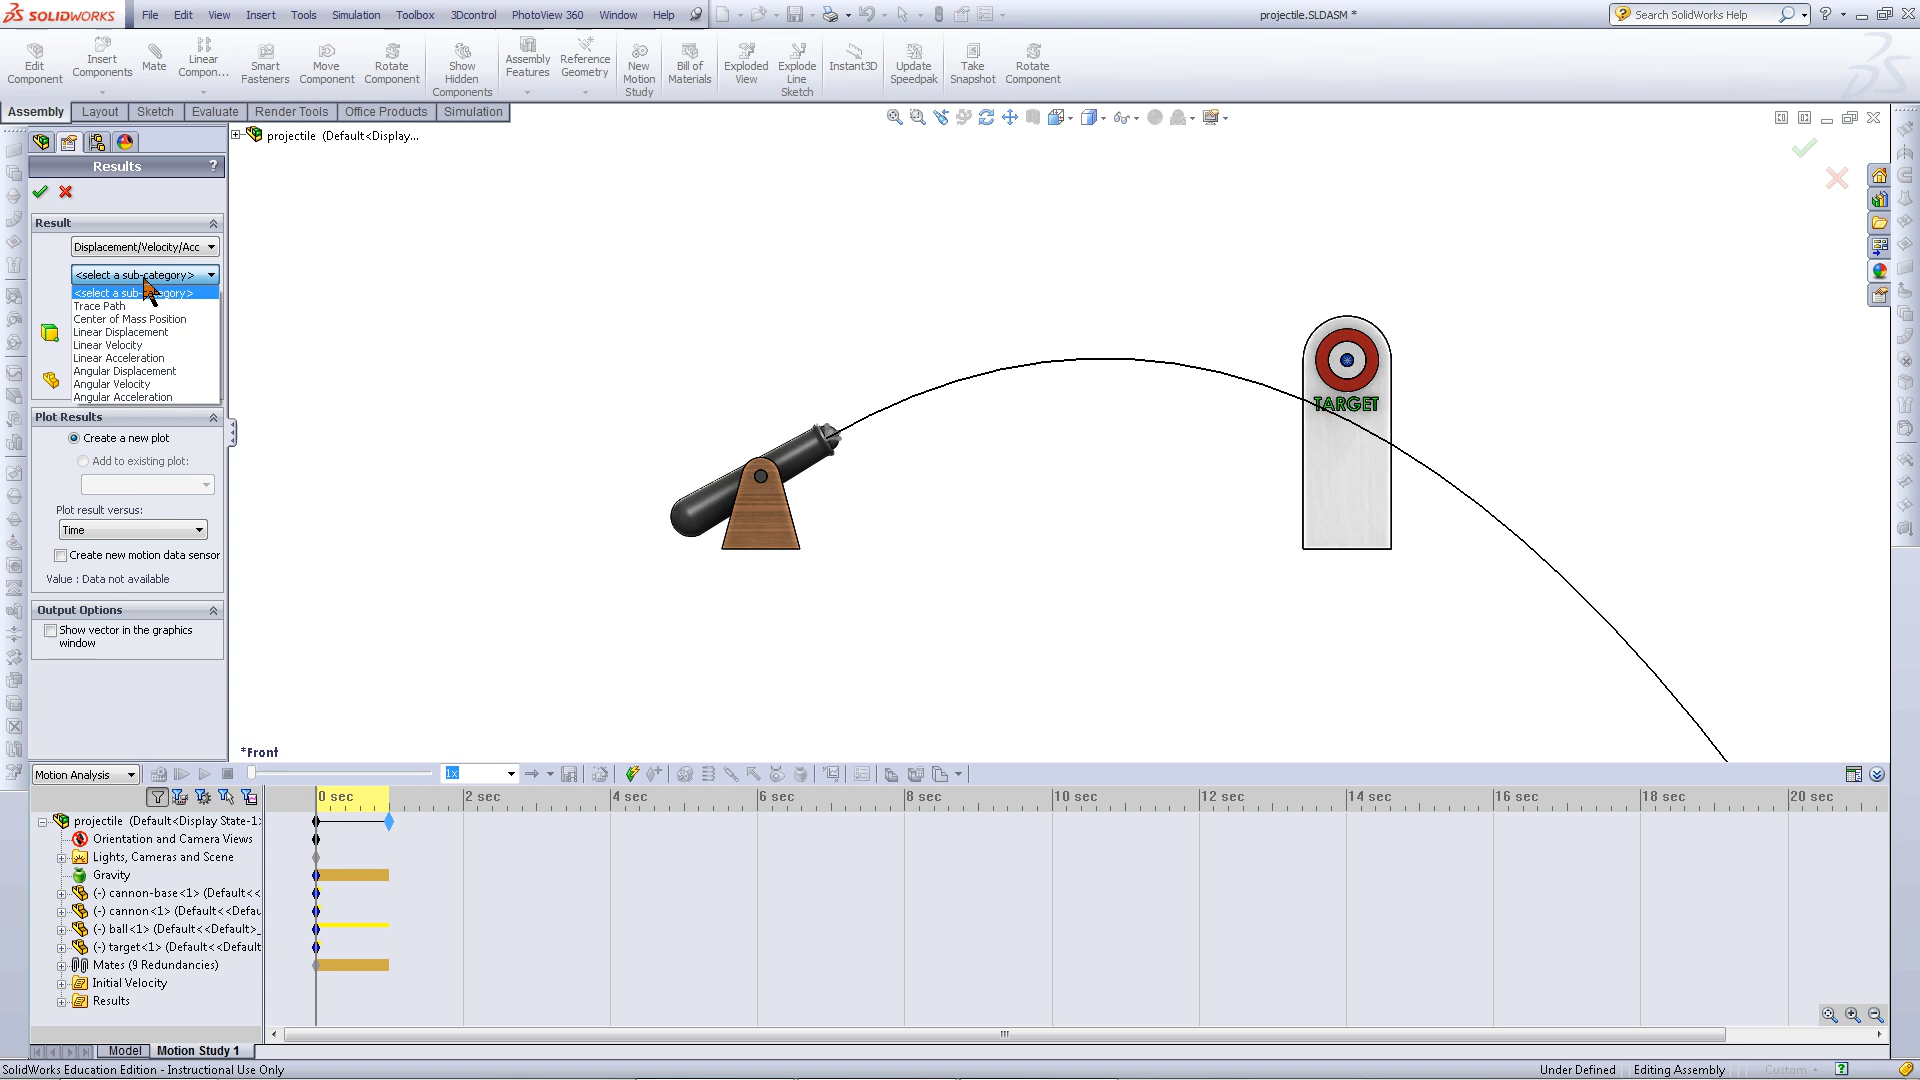 SOLIDWORKS File Edit View Insert Tools Simulation Toolbox 3Dcontrol PhotoView 360 Window Help projectile.SLDASM * Search SolidWorks Help
Edit Component
Insert Components
Mate
Linear Compon...
Smart Fasteners
Move Component
Rotate Component
Show Hidden Components
Assembly Features
Reference Geometry
New Motion Study
Bill of Materials
Exploded View
Explode Line Sketch
Instant3D
Update Speedpak
Take Snapshot
Rotate Component
Assembly Layout Sketch Evaluate Render Tools Office Products Simulation
projectile (Default<Display...
Results ?
Result
Displacement/Velocity/Acc
<select a sub-category>
<select a sub-category>
Trace Path
Center of Mass Position
Linear Displacement
Linear Velocity
Linear Acceleration
Angular Displacement
Angular Velocity
Angular Acceleration
Plot Results
Create a new plot
Add to existing plot:
Plot result versus:
Time
Create new motion data sensor
Value : Data not available
Output Options
Show vector in the graphics
window
TARGET
*Front
Motion Analysis
1x
0 sec 2 sec 4 sec 6 sec 8 sec 10 sec 12 sec 14 sec 16 sec 18 sec 20 sec
projectile (Default<Display State-1>
Orientation and Camera Views
Lights, Cameras and Scene
Gravity
(-) cannon-base<1> (Default<<
(-) cannon<1> (Default<<Defau
(-) ball<1> (Default<<Default>_
(-) target<1> (Default<<Default
Mates (9 Redundancies)
Initial Velocity
Results
Model Motion Study 1
SolidWorks Education Edition - Instructional Use Only Under Defined Editing Assembly Custom